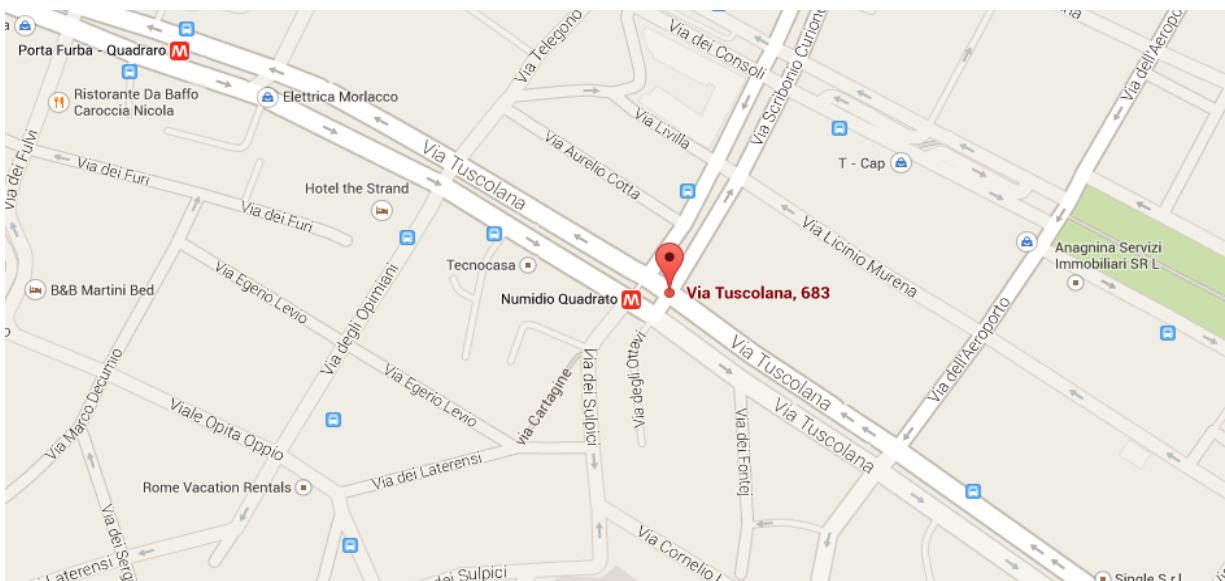 Porta Furba - Quadraro
M
Ristorante Da Baffo
Caroccia Nicola
Elettrica Morlacco
Via Telegono
Via dei Consoli
Via Scribonio Curione
Via dell'Aeroporto
Via dei Fulvi
Via dei Furi
Via dei Furi
Hotel the Strand
Via Tuscolana
Via Aurelio Cotta
Via Livilla
T - Cap
Via Licinio Murena
Anagnina Servizi
Immobiliari SR L
B&B Martini Bed
Via Egerio Levio
Via degli Opimiani
Tecnocasa
Numidio Quadrato
M
Via Tuscolana, 683
Via Tuscolana
Via Tuscolana
Via dell'Aeroporto
Via Marco Decumio
Viale Opita Oppio
Via Egerio Levio
via Cartagine
Via dei Sulpici
Via degli Ottavi
Via dei Fontej
Via dei Laterensi
Rome Vacation Rentals
Via dei Sergi
Laterensi
dei Sulpici
Via Cornelio
Single S.r.l.